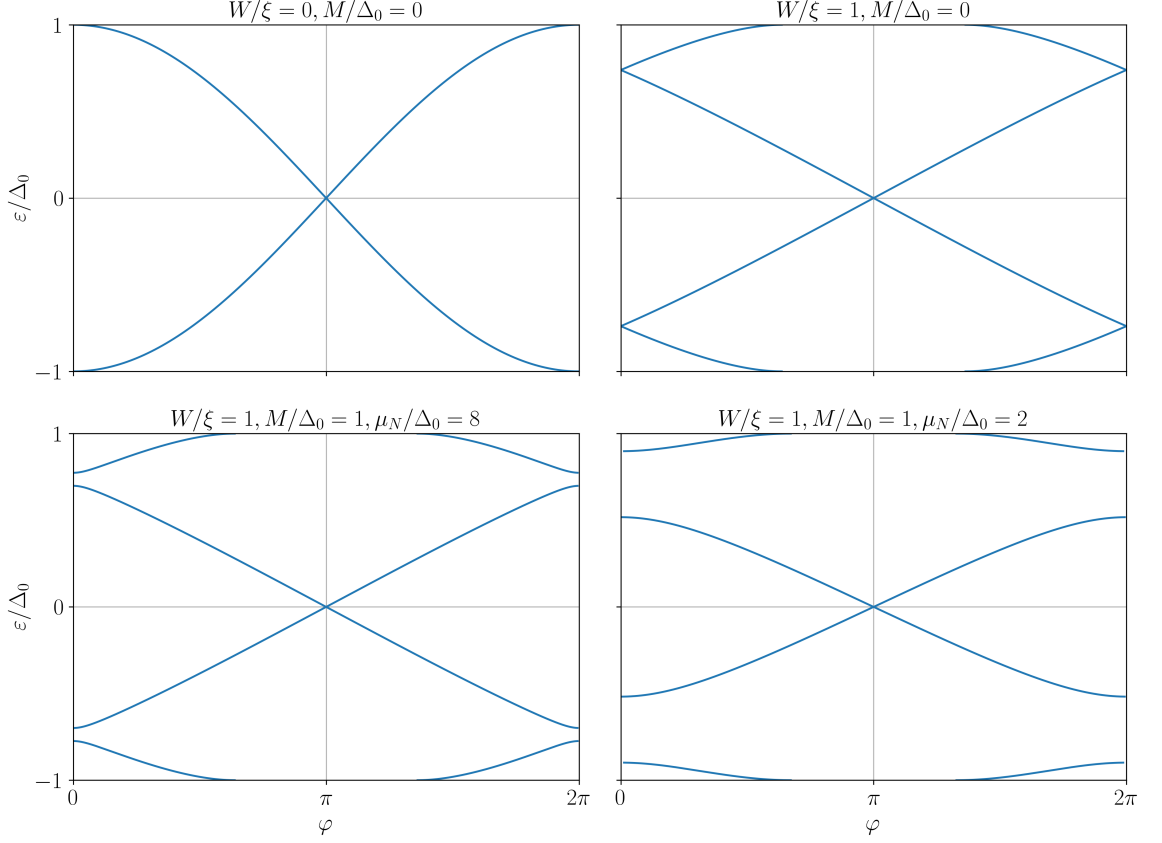 W/ξ = 0, M/Δ₀ = 0
W/ξ = 1, M/Δ₀ = 0
1
0
−1
ε/Δ₀
W/ξ = 1, M/Δ₀ = 1, μ_N/Δ₀ = 8
W/ξ = 1, M/Δ₀ = 1, μ_N/Δ₀ = 2
1
0
−1
ε/Δ₀
0 π 2π
0 π 2π
φ
φ